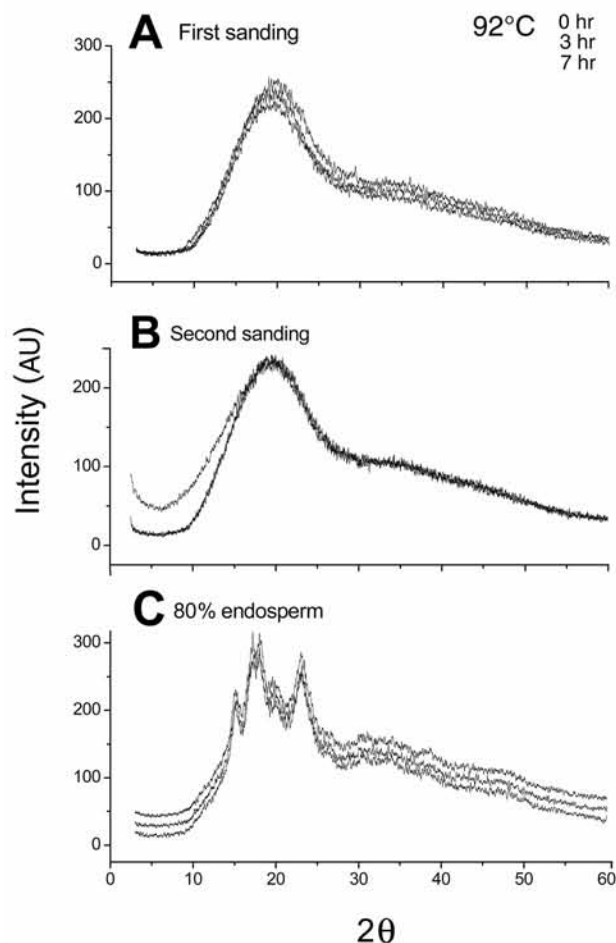 A First sanding
92°C
0 hr
3 hr
7 hr
300
200
100
0
B Second sanding
200
100
0
Intensity (AU)
C 80% endosperm
300
200
100
0
0 10 20 30 40 50 60
2θ